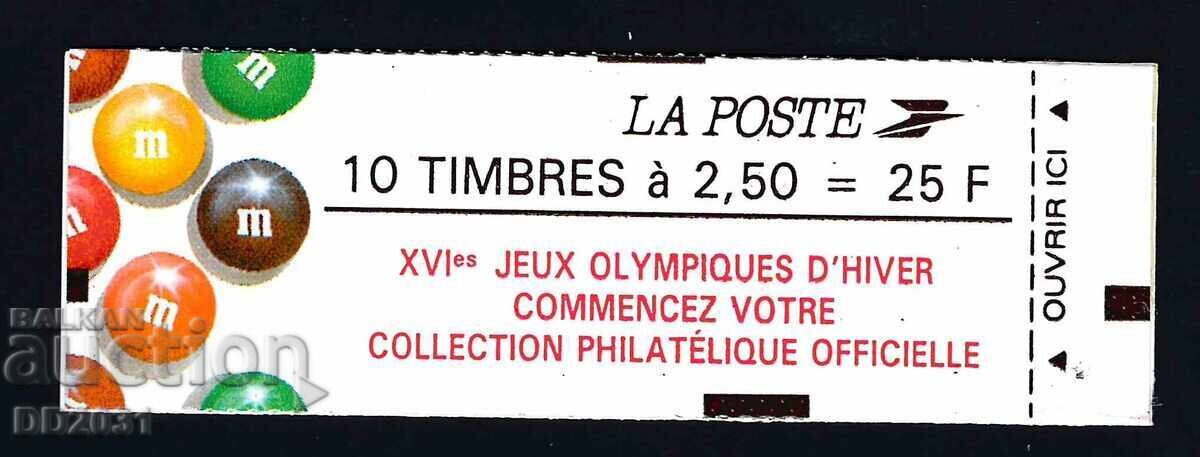 m
m
m
m
m
LA POSTE
10 TIMBRES à 2,50 = 25 F
XVIes JEUX OLYMPIQUES D'HIVER
COMMENCEZ VOTRE
COLLECTION PHILATÉLIQUE OFFICIELLE
OUVRIR ICI
BALKAN
auction
DD2031